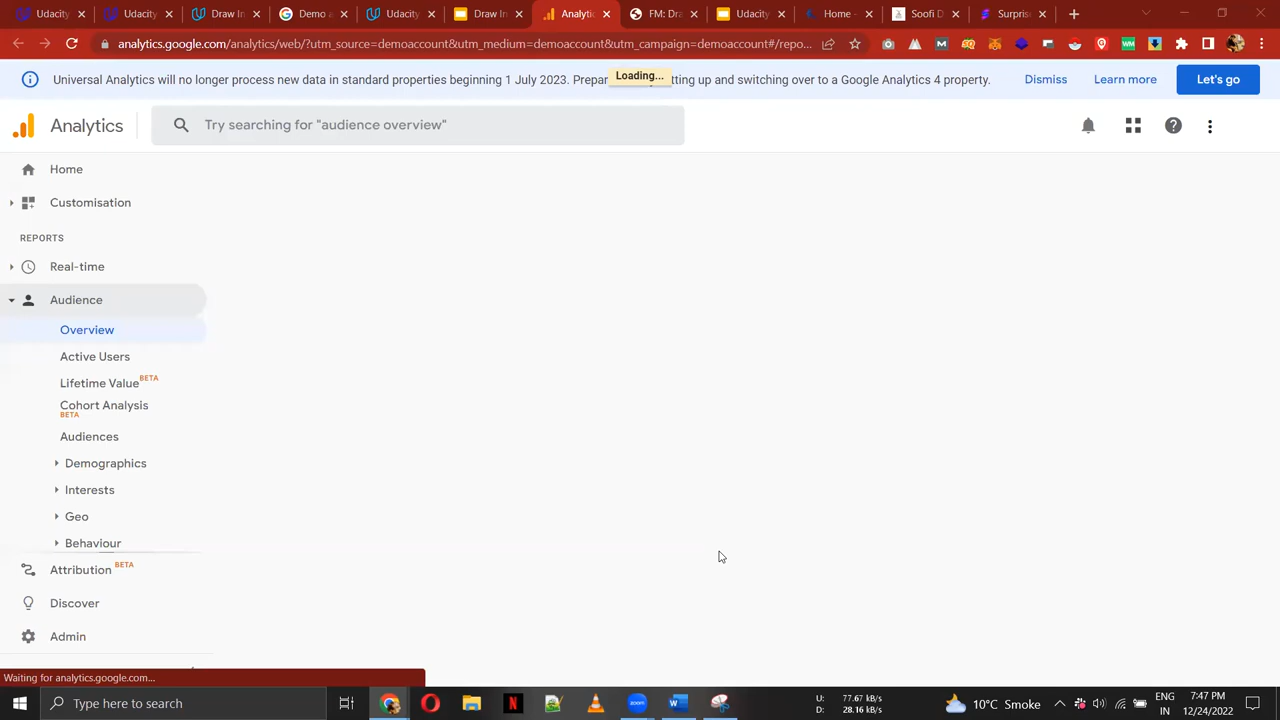 Udacity
Udacity
Draw In
Demo a
Udacity
Draw In
Analytic
FM: Dra
Udacity
Home -
Soofi D
Surprise
analytics.google.com/analytics/web/?utm_source=demoaccount&utm_medium=demoaccount&utm_campaign=demoaccount#/repo...
Universal Analytics will no longer process new data in standard properties beginning 1 July 2023. Prepar
Loading...
tting up and switching over to a Google Analytics 4 property.
Dismiss
Learn more
Let's go
Analytics
Try searching for "audience overview"
Home
Customisation
REPORTS
Real-time
Audience
Overview
Active Users
Lifetime Value BETA
Cohort Analysis
BETA
Audiences
Demographics
Interests
Geo
Behaviour
Attribution BETA
Discover
Admin
Waiting for analytics.google.com...
Type here to search
zoom
U: 77.67 kB/s
D: 28.16 kB/s
10°C Smoke
ENG
IN
7:47 PM
12/24/2022